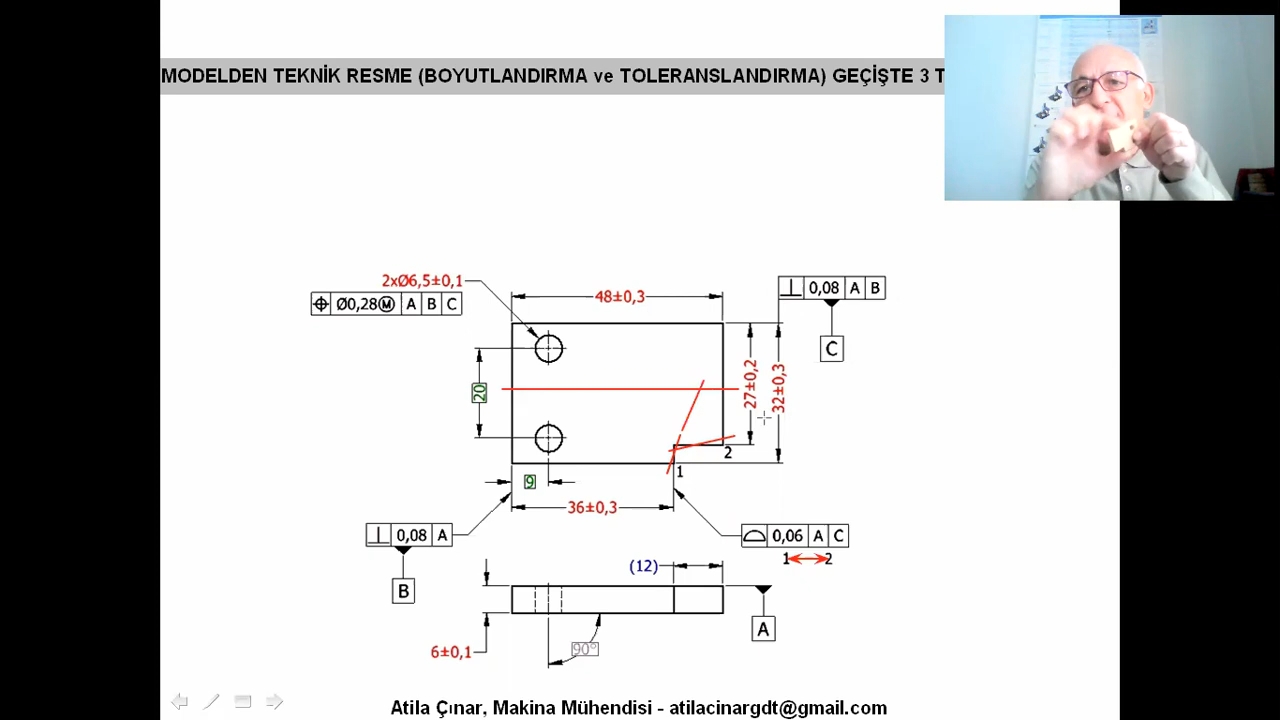 MODELDEN TEKNİK RESME (BOYUTLANDIRMA ve TOLERANSLANDIRMA) GEÇİŞTE 3 T
2xØ6,5±0,1
Ø0,28Ⓜ A B C
48±0,3
⊥ 0,08 A B
C
20
27±0,2
32±0,3
2
1
9
36±0,3
⊥ 0,08 A
B
⌓ 0,06 A C
1 2
(12)
A
6±0,1
90°
Atila Çınar, Makina Mühendisi - atilacinargdt@gmail.com